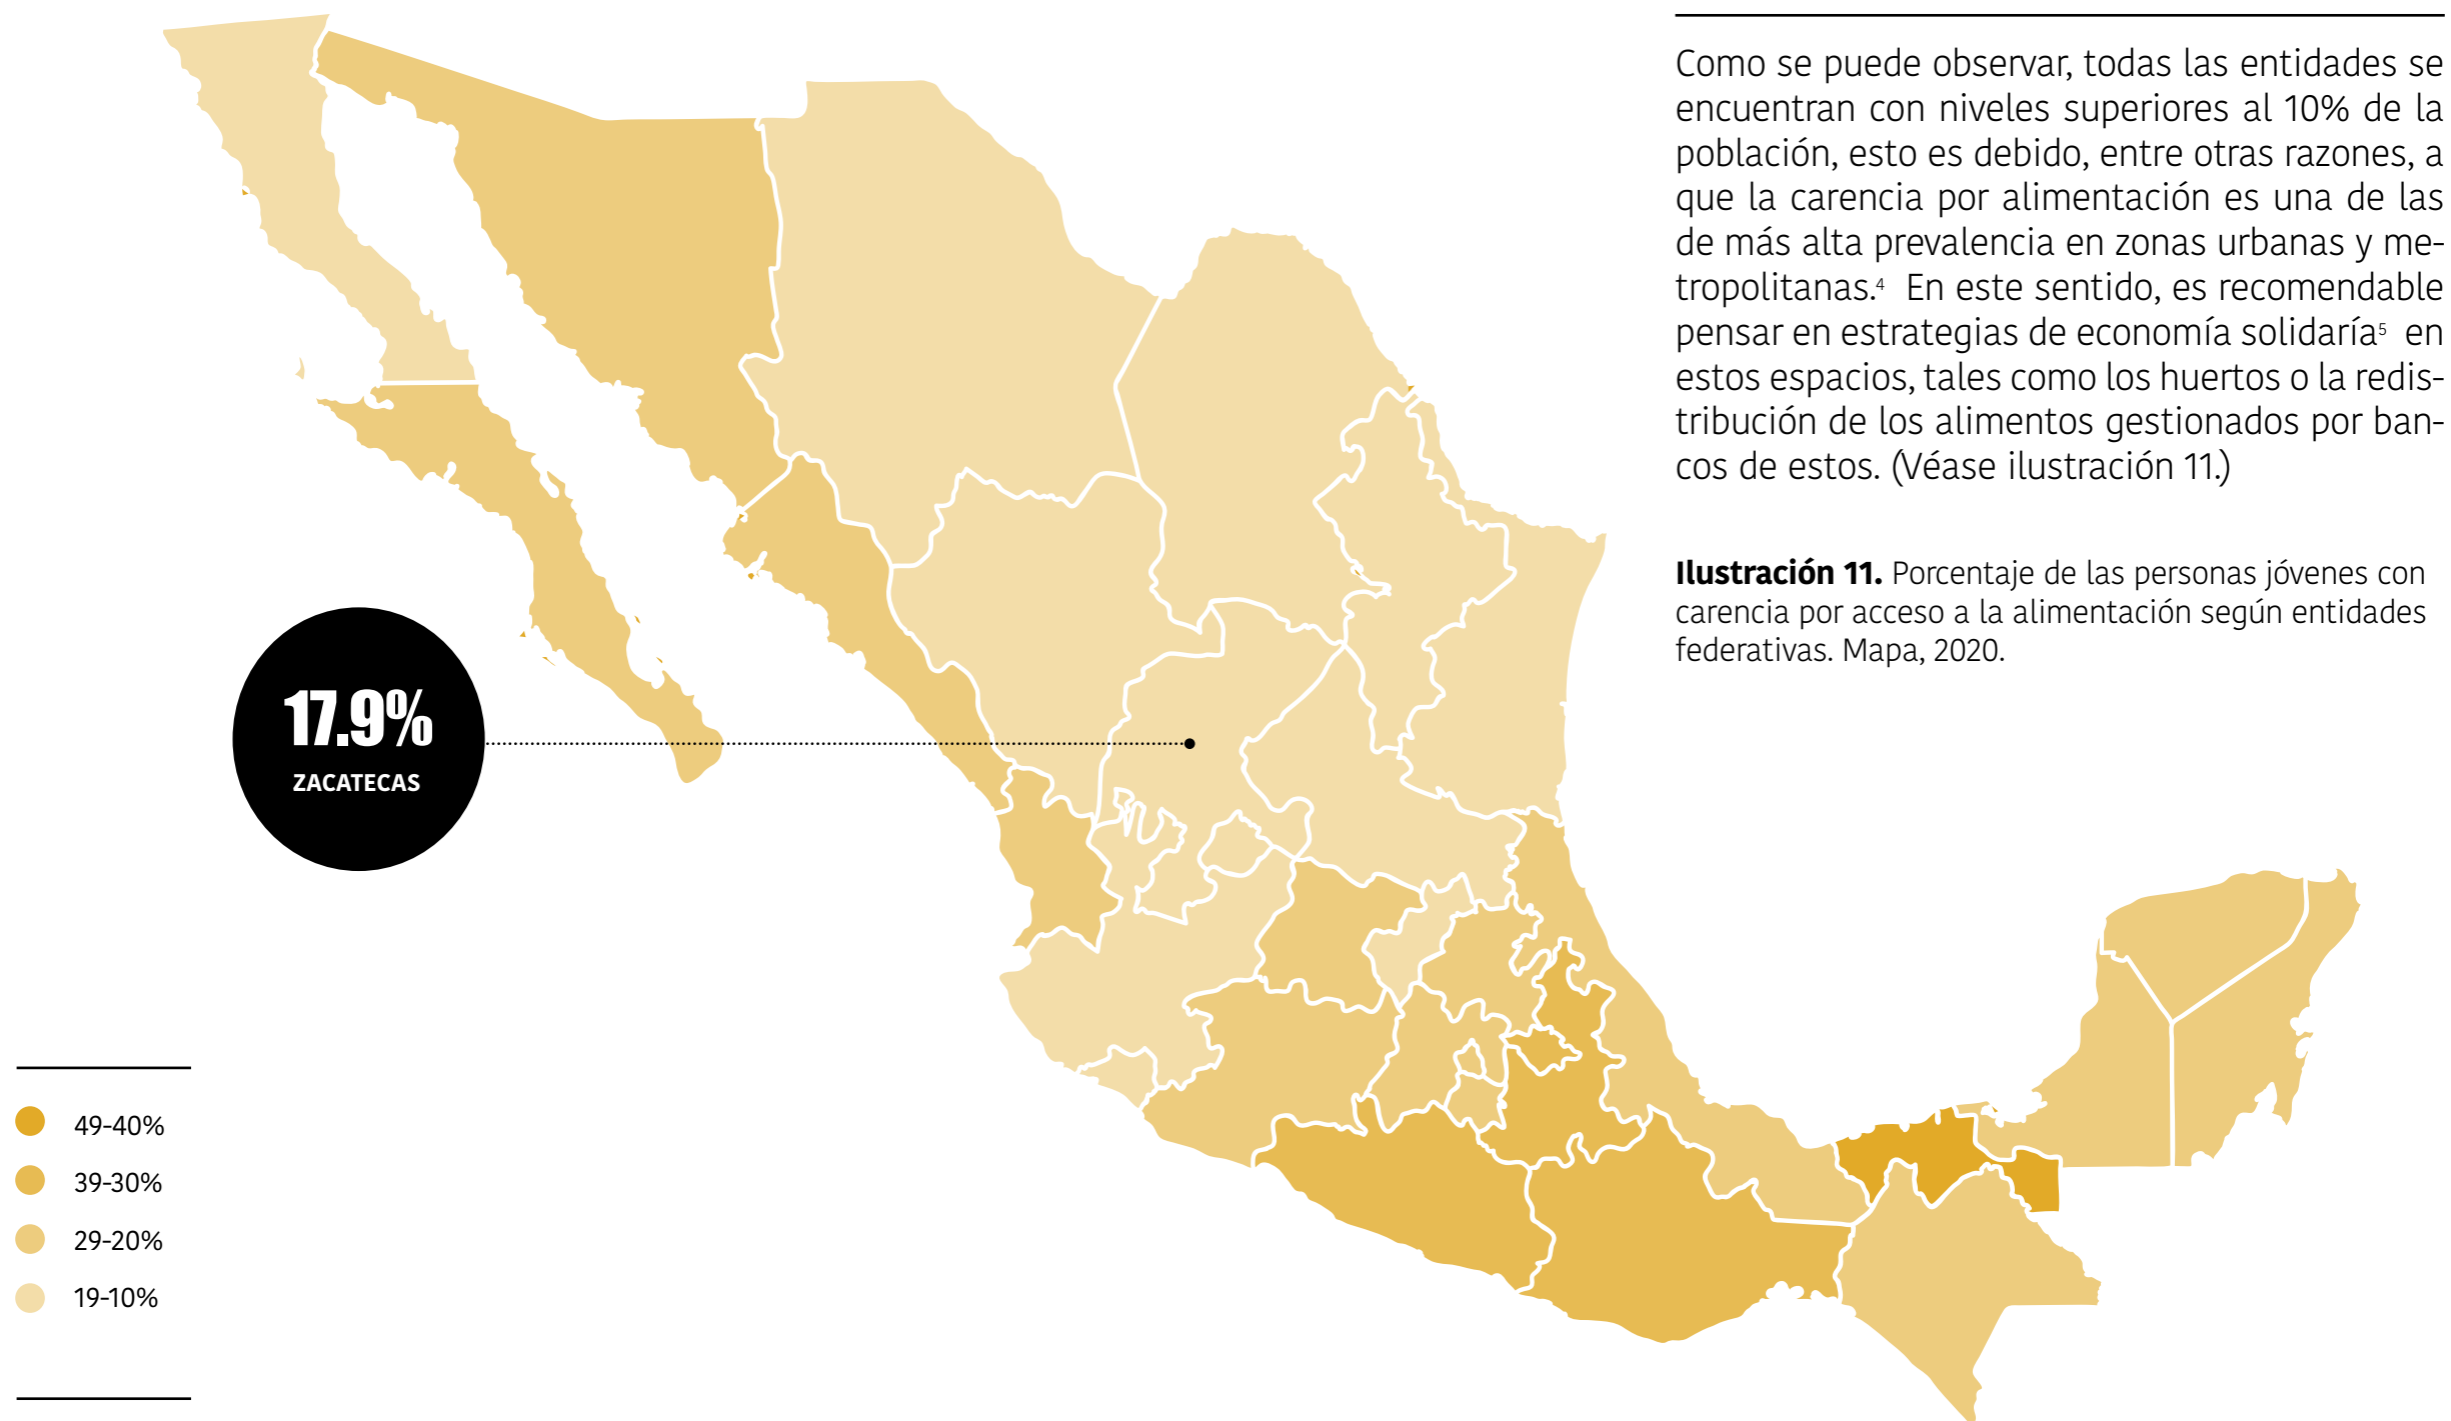 Como se puede observar, todas las entidades se
encuentran con niveles superiores al 10% de la
población, esto es debido, entre otras razones, a
que la carencia por alimentación es una de las
de más alta prevalencia en zonas urbanas y me-
tropolitanas.4 En este sentido, es recomendable
pensar en estrategias de economía solidaría5 en
estos espacios, tales como los huertos o la redis-
tribución de los alimentos gestionados por ban-
cos de estos. (Véase ilustración 11.)
Ilustración 11. Porcentaje de las personas jóvenes con
carencia por acceso a la alimentación según entidades
federativas. Mapa, 2020.
17.9%
ZACATECAS
49-40%
39-30%
29-20%
19-10%